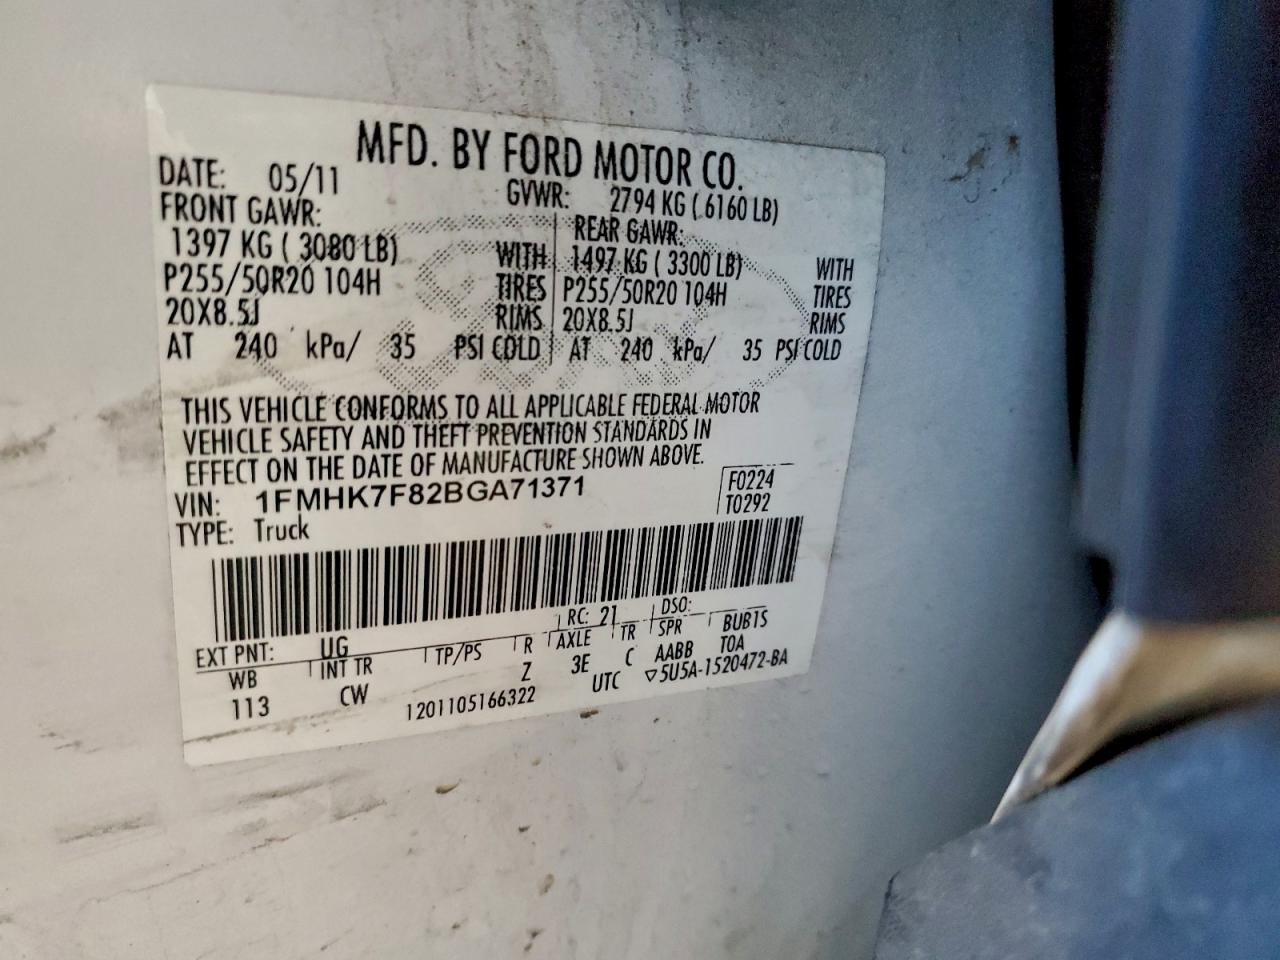 MFD. BY FORD MOTOR CO.
DATE: 05/11 GVWR: 2794 KG ( 6160 LB)
FRONT GAWR: REAR GAWR:
1397 KG ( 3080 LB) WITH 1497 KG ( 3300 LB) WITH
P255/50R20 104H TIRES P255/50R20 104H TIRES
20X8.5J RIMS 20X8.5J RIMS
AT 240 kPa/ 35 PSI COLD AT 240 kPa/ 35 PSI COLD
THIS VEHICLE CONFORMS TO ALL APPLICABLE FEDERAL MOTOR
VEHICLE SAFETY AND THEFT PREVENTION STANDARDS IN
EFFECT ON THE DATE OF MANUFACTURE SHOWN ABOVE.
VIN: 1FMHK7F82BGA71371 F0224
TYPE: Truck T0292
EXT PNT: UG RC: 21 DSO:
WB INT TR TP/PS R AXLE TR SPR BUBTS
113 CW Z 3E C AABB TOA
1201105166322 UTC ▽5U5A-1520472-BA